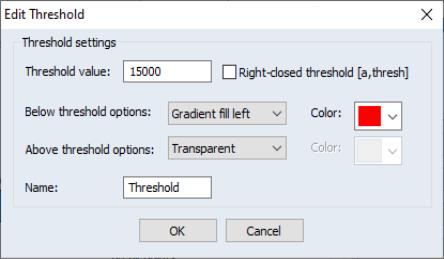 Edit Threshold
Threshold settings
Threshold value: 15000 Right-closed threshold [a,thresh]
Below threshold options: Gradient fill left Color:
Above threshold options: Transparent Color:
Name: Threshold
OK Cancel